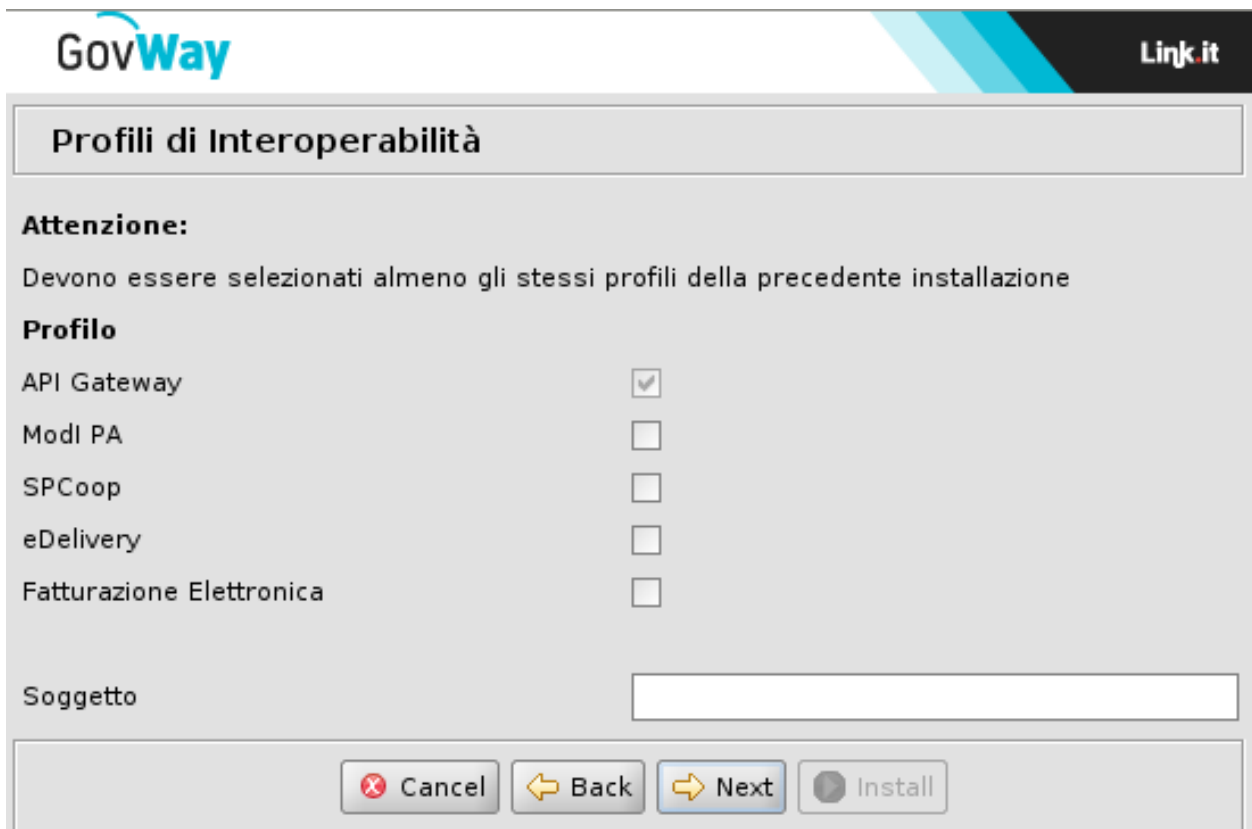 GovWay
Link.it
Profili di Interoperabilità
Attenzione:
Devono essere selezionati almeno gli stessi profili della precedente installazione
Profilo
API Gateway
ModI PA
SPCoop
eDelivery
Fatturazione Elettronica
Soggetto
Cancel Back Next Install